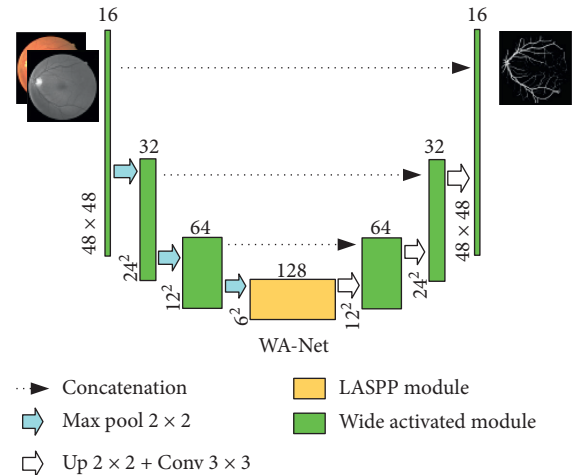 16
16
32
32
48 × 48
48 × 48
64
64
24²
24²
128
12²
12²
6²
WA-Net
Concatenation
LASPP module
Max pool 2 × 2
Wide activated module
Up 2 × 2 + Conv 3 × 3